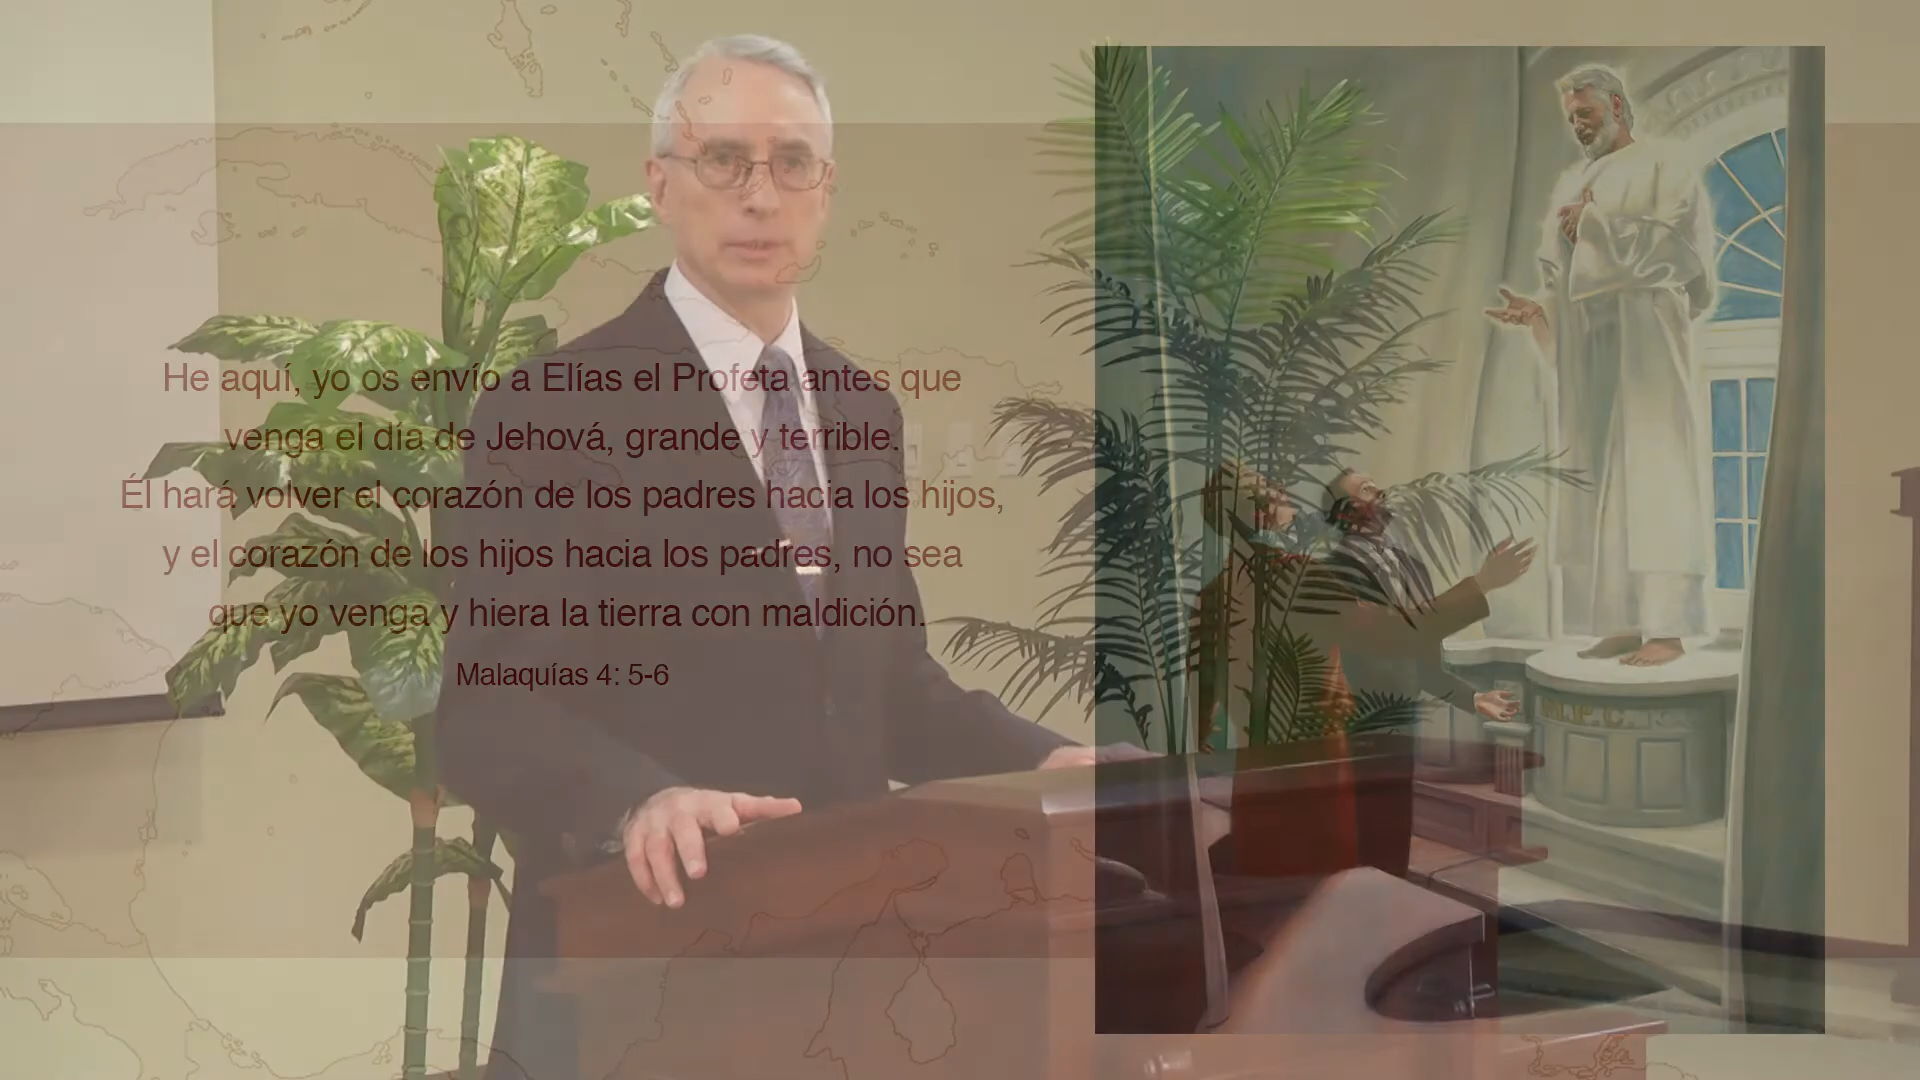 He aquí, yo os envío a Elías el Profeta antes que
venga el día de Jehová, grande y terrible.
Él hará volver el corazón de los padres hacia los hijos,
y el corazón de los hijos hacia los padres, no sea
que yo venga y hiera la tierra con maldición.
Malaquías 4: 5-6